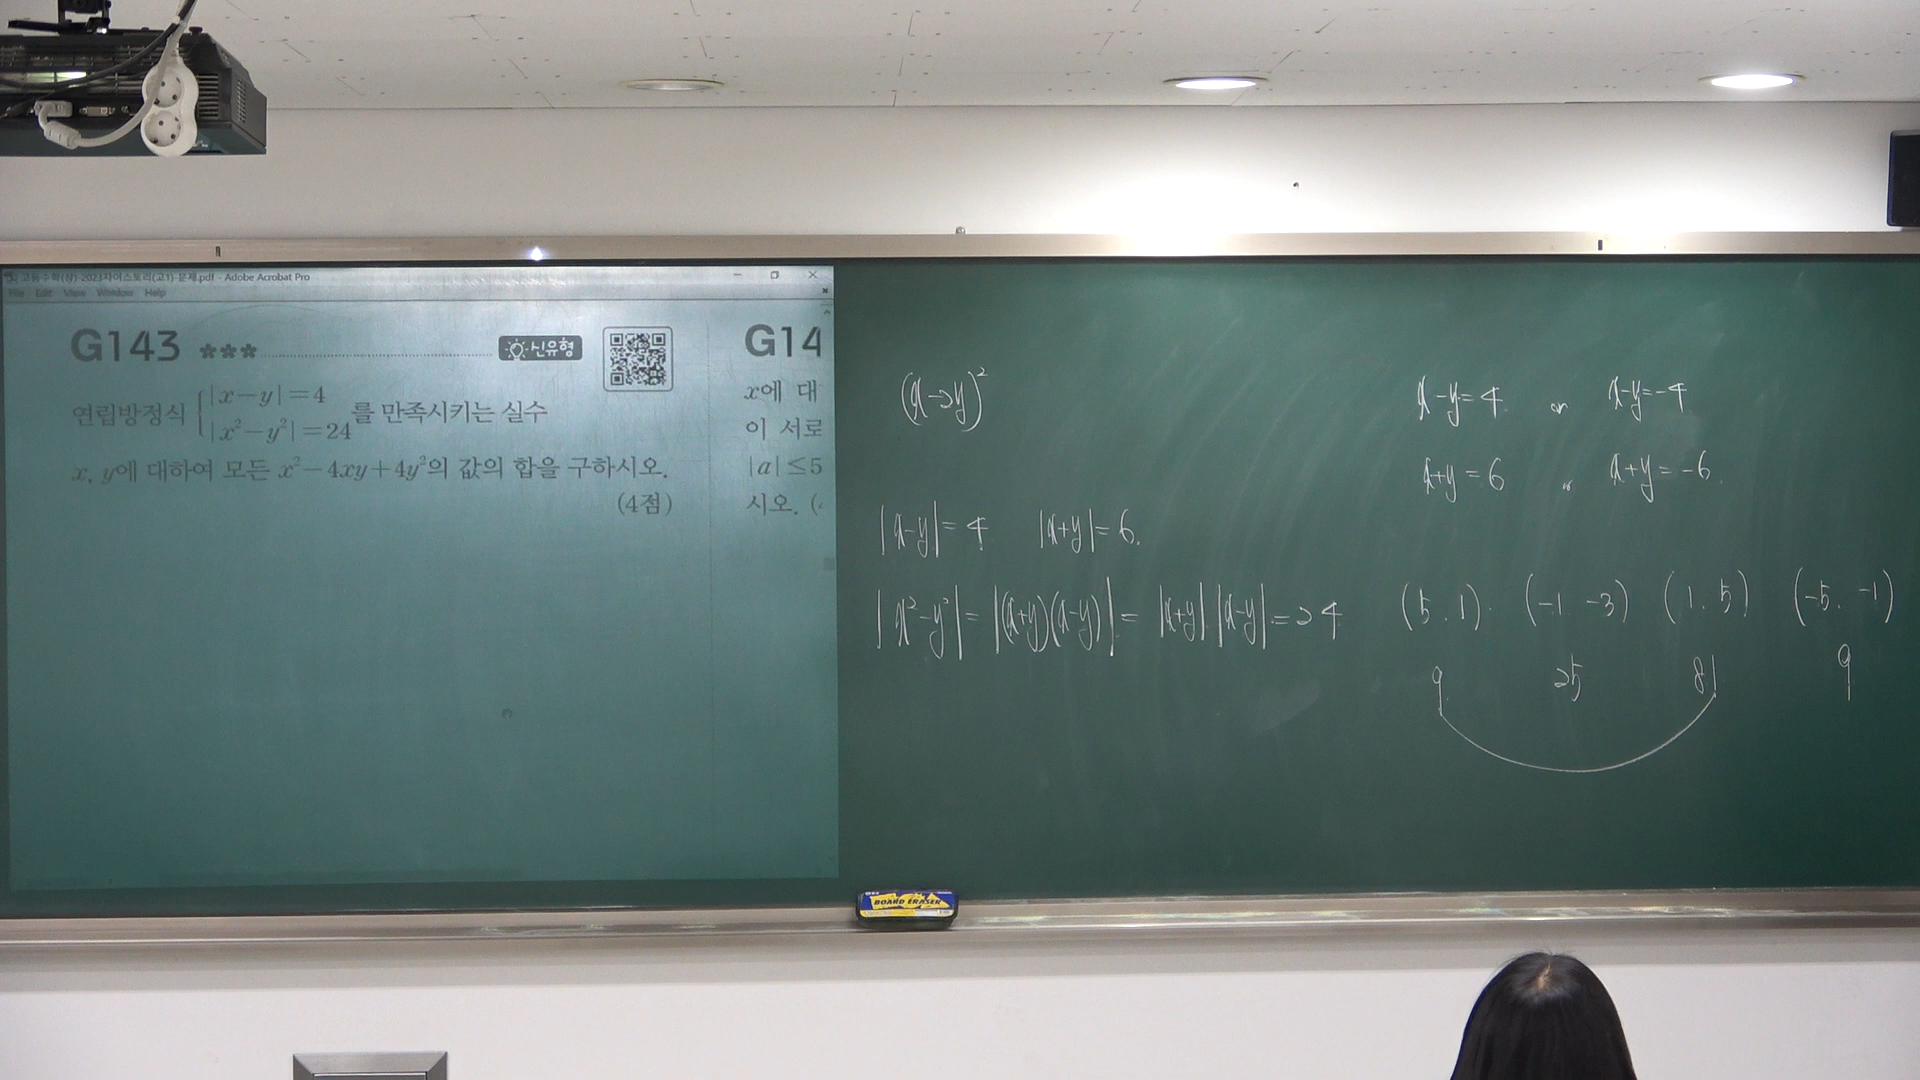 고등수학(상)-2023자이스토리(고1)-문제.pdf - Adobe Acrobat Pro
File Edit View Window Help
G143 ***
신유형
연립방정식 { |x-y|=4
|x²-y²|=24 를 만족시키는 실수
x, y에 대하여 모든 x²-4xy+4y²의 값의 합을 구하시오.
(4점)
G14
x에 대
이 서로
|a|≤5
시오. (
(x-2y)²
|x-y|=4 |x+y|=6.
|x²-y²|=|(x+y)(x-y)|=|x+y||x-y|=24
x-y=4 or x-y=-4
x+y=6 or x+y=-6.
(5, 1). (-1 -3) (1, 5) (-5, -1)
9 25 81 9
BOARD ERASER